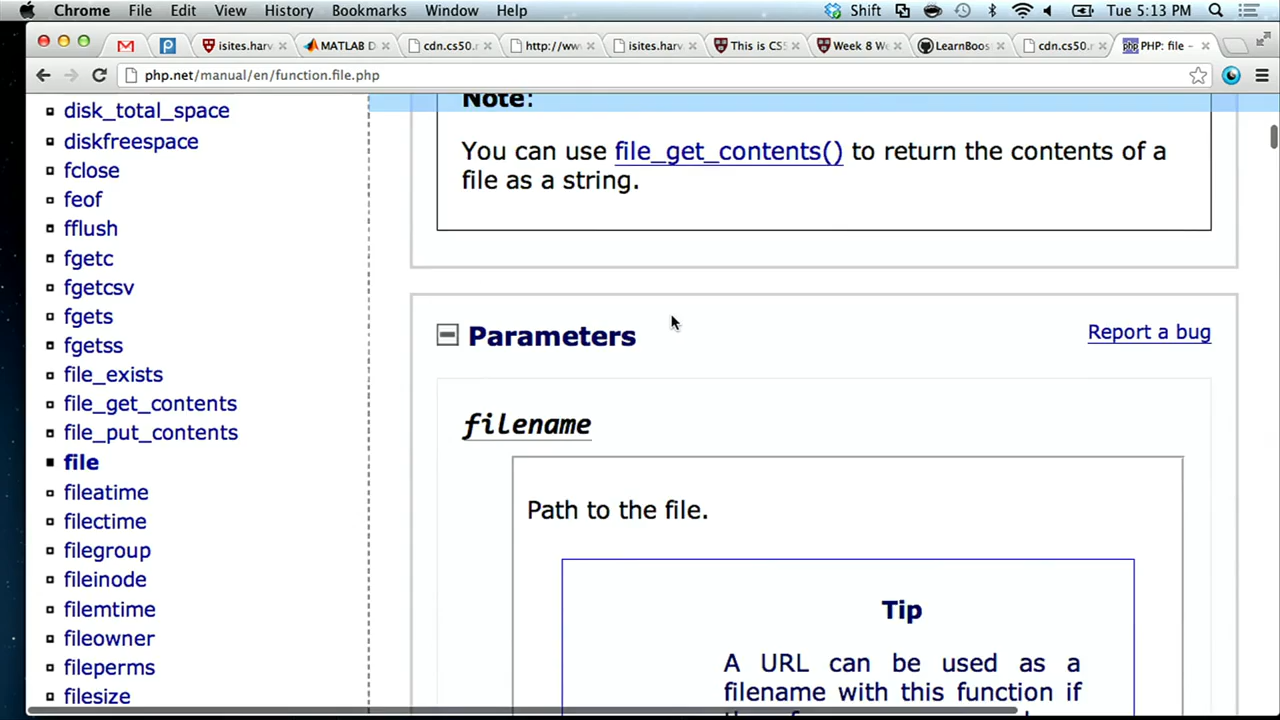 Chrome File Edit View History Bookmarks Window Help Shift Tue 5:13 PM
isites.harv MATLAB D cdn.cs50.r http://ww isites.harv This is CS Week 8 W LearnBoos cdn.cs50.r PHP: file –
php.net/manual/en/function.file.php
disk_total_space
diskfreespace
fclose
feof
fflush
fgetc
fgetcsv
fgets
fgetss
file_exists
file_get_contents
file_put_contents
file
fileatime
filectime
filegroup
fileinode
filemtime
fileowner
fileperms
filesize
Note:
You can use file_get_contents() to return the contents of a
file as a string.
Parameters
Report a bug
filename
Path to the file.
Tip
A URL can be used as a
filename with this function if